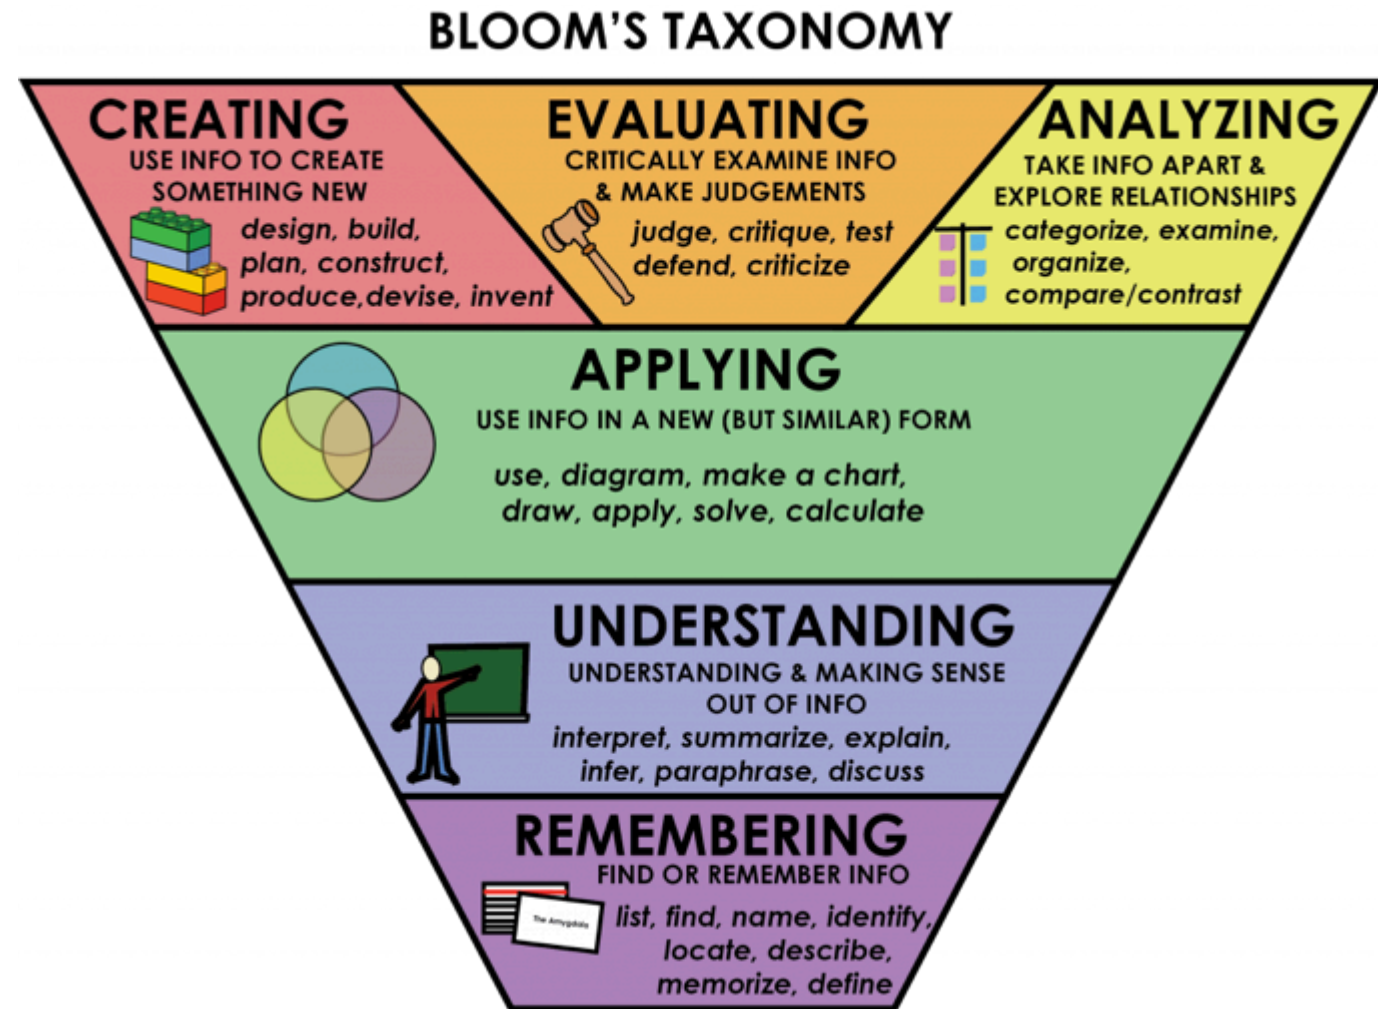 BLOOM'S TAXONOMY
CREATING
USE INFO TO CREATE
SOMETHING NEW
design, build,
plan, construct,
produce,devise, invent
EVALUATING
CRITICALLY EXAMINE INFO
& MAKE JUDGEMENTS
judge, critique, test
defend, criticize
ANALYZING
TAKE INFO APART &
EXPLORE RELATIONSHIPS
categorize, examine,
organize,
compare/contrast
APPLYING
USE INFO IN A NEW (BUT SIMILAR) FORM
use, diagram, make a chart,
draw, apply, solve, calculate
UNDERSTANDING
UNDERSTANDING & MAKING SENSE
OUT OF INFO
interpret, summarize, explain,
infer, paraphrase, discuss
REMEMBERING
FIND OR REMEMBER INFO
The Amygdala
list, find, name, identify,
locate, describe,
memorize, define